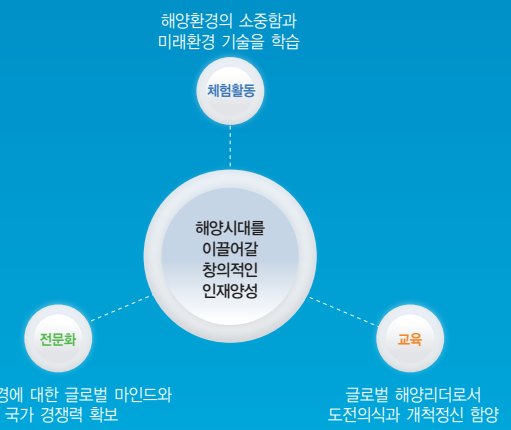 해양환경의 소중함과
미래환경 기술을 학습
체험활동
해양시대를
이끌어갈
창의적인
인재양성
전문화
대한 글로벌 마인드와
국가 경쟁력 확보
교육
글로벌 해양리더로서
도전의식과 개척정신 함양